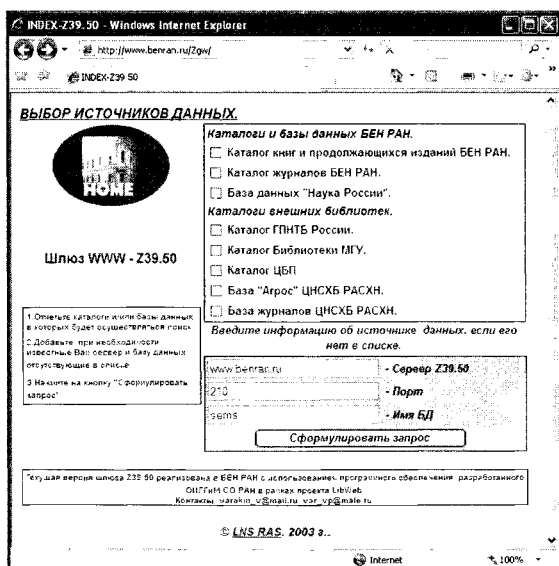 INDEX-Z39.50 - Windows Internet Explorer
http://www.benran.ru/Zgw/
INDEX-Z39 50
ВЫБОР ИСТОЧНИКОВ ДАННЫХ.
HOME
Шлюз WWW - Z39.50
1.Отметьте каталоги и/или базы данных
в которых будет осуществляться поиск
2.Добавьте при необходимости
известные Вам сервер и базу данных
отсутствующие в списке
3 Нажмите на кнопку "Сформулировать
запрос"
Каталоги и базы данных БЕН РАН.
Каталог книг и продолжающихся изданий БЕН РАН.
Каталог журналов БЕН РАН.
База данных "Наука России".
Каталоги внешних библиотек.
Каталог ГПНТБ России.
Каталог Библиотеки МГУ.
Каталог ЦБП
База "Агрос" ЦНСХБ РАСХН.
База журналов ЦНСХБ РАСХН.
Введите информацию об источнике данных, если его
нет в списке.
www.benran.ru - Сервер Z39.50
210 - Порт
sems - Имя БД
Сформулировать запрос
Текущая версия шлюза Z39 50 реализована в БЕН РАН с использованием программного обеспечения разработанного
СО РАН в рамках проекта LibWeb
Контакты
© LNS RAS. 2003 г..
Internet
100%